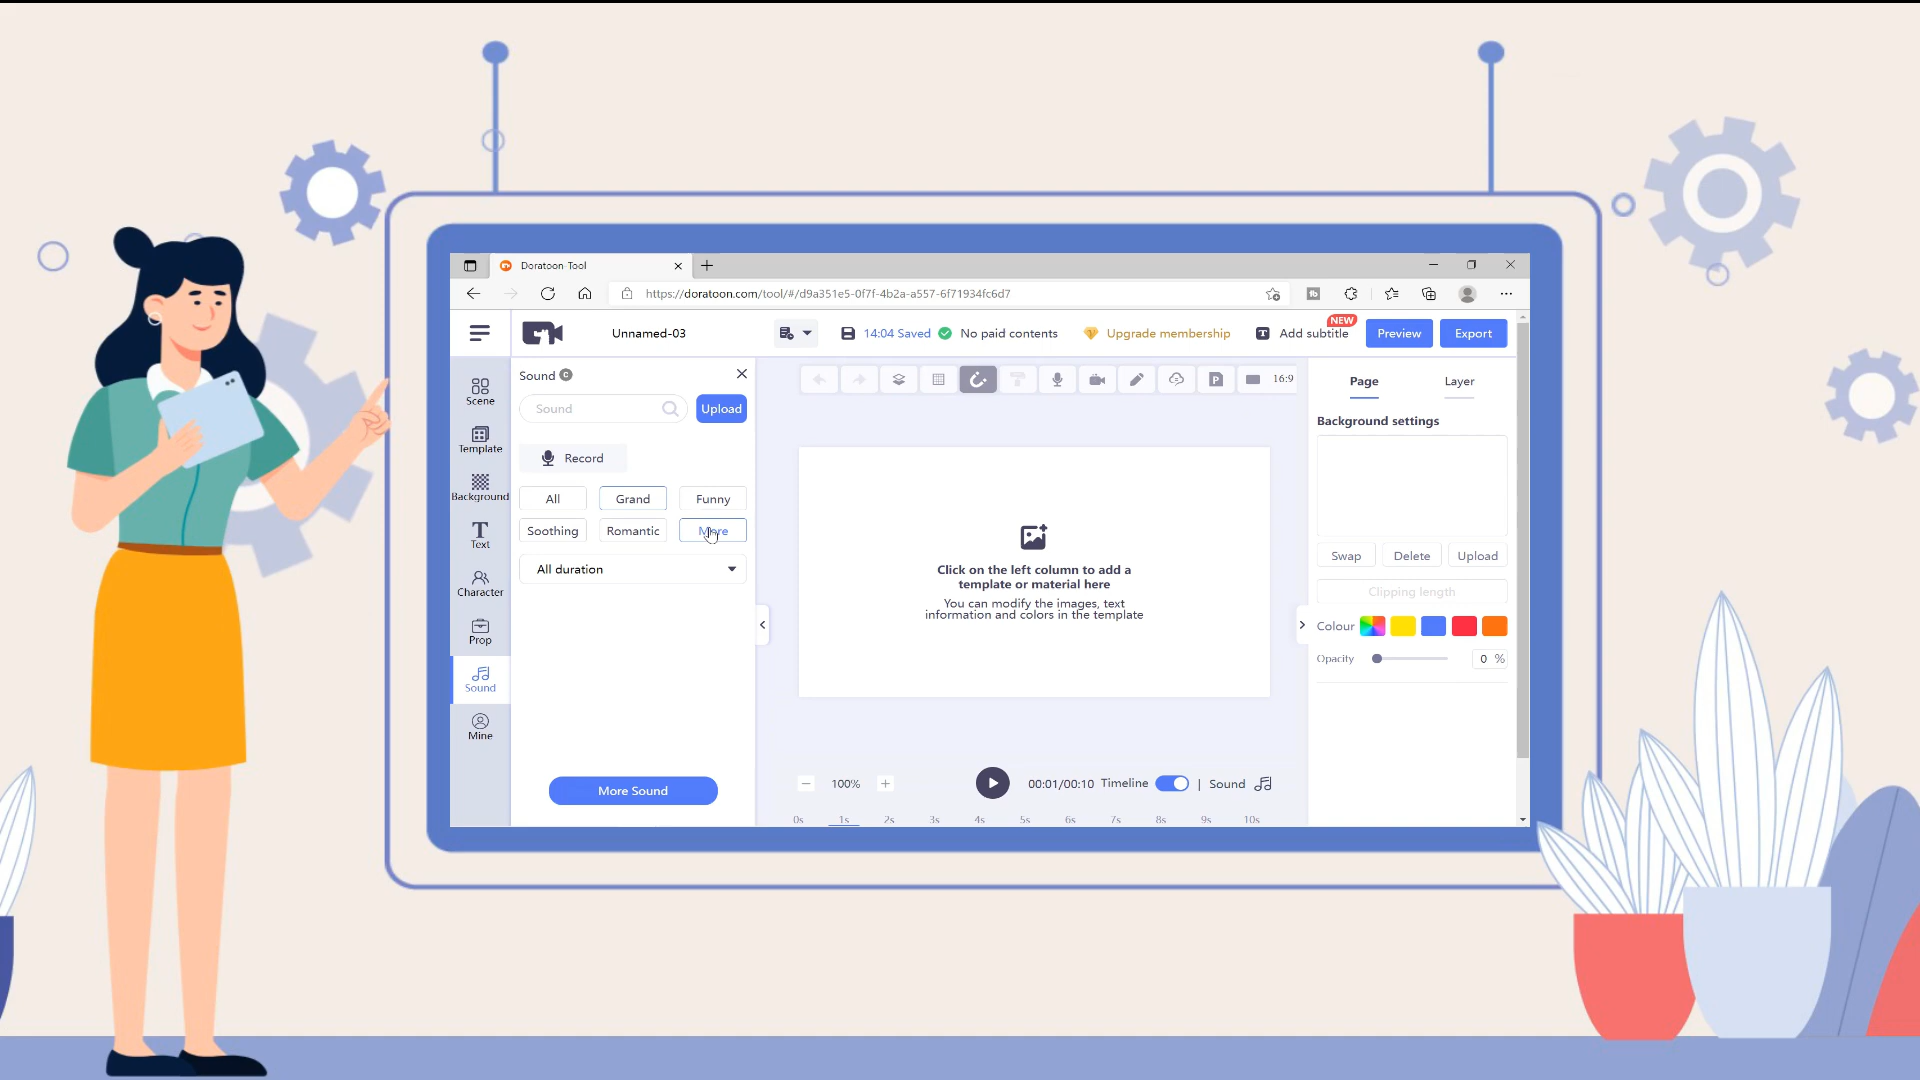 Doratoon-Tool
https://doratoon.com/tool/#/d9a351e5-0f7f-4b2a-a557-6f71934fc6d7
Unnamed-03
14:04 Saved
No paid contents
Upgrade membership
Add subtitle
NEW
Preview
Export
Scene
Template
Background
Text
Character
Prop
Sound
Mine
Sound
Sound
Upload
Record
All
Grand
Funny
Soothing
Romantic
More
All duration
More Sound
16:9
Click on the left column to add a
template or material here
You can modify the images, text
information and colors in the template
100%
00:01/00:10
Timeline
|
Sound
0s 1s 2s 3s 4s 5s 6s 7s 8s 9s 10s
Page
Layer
Background settings
Swap
Delete
Upload
Clipping length
Colour
Opacity
0 %